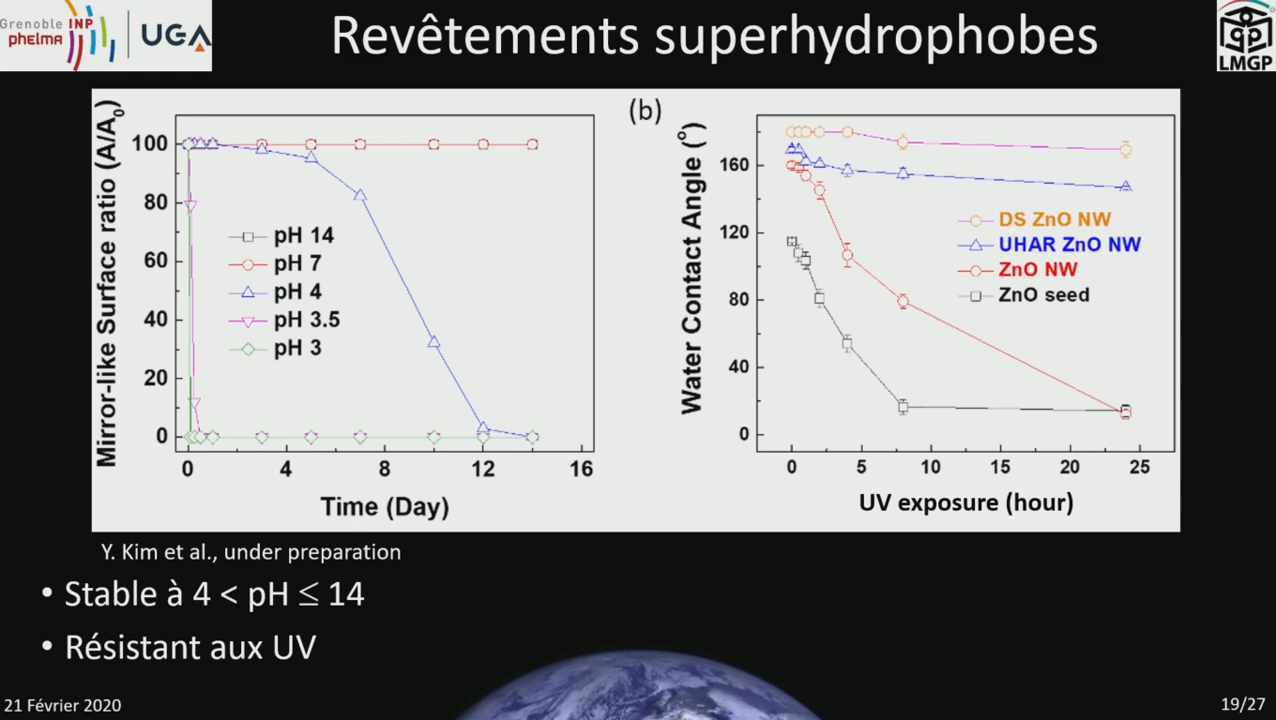 Grenoble INP
phelma
UGA
Revêtements superhydrophobes
LMGP
Mirror-like Surface ratio (A/A₀)
100
80
60
40
20
0
pH 14
pH 7
pH 4
pH 3.5
pH 3
0 4 8 12 16
Time (Day)
(b)
Water Contact Angle (°)
160
120
80
40
0
DS ZnO NW
UHAR ZnO NW
ZnO NW
ZnO seed
0 5 10 15 20 25
UV exposure (hour)
Y. Kim et al., under preparation
• Stable à 4 < pH ≤ 14
• Résistant aux UV
21 Février 2020
19/27